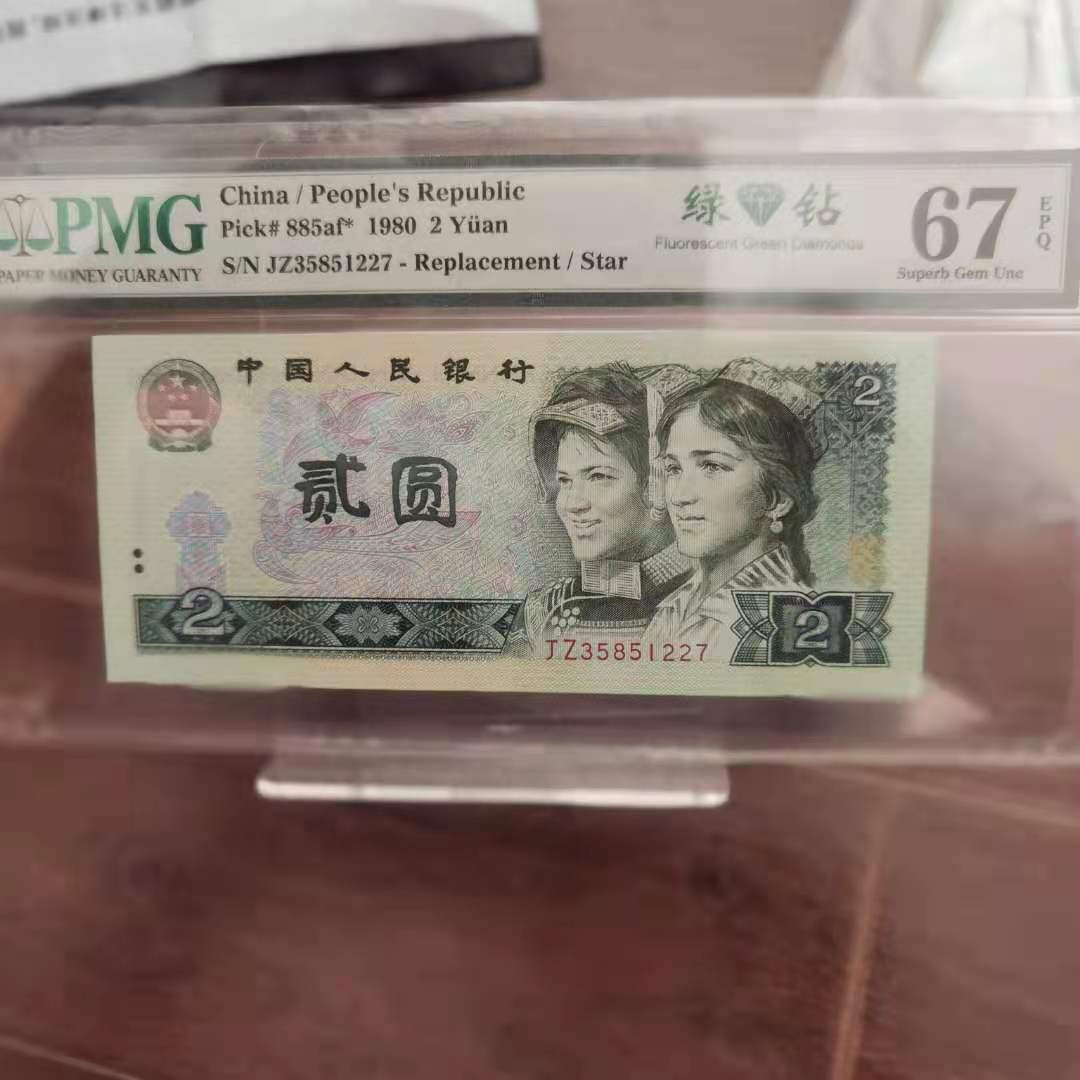 PMG
PAPER MONEY GUARANTY
China / People's Republic
Pick# 885af* 1980 2 Yüan
S/N JZ35851227 - Replacement / Star
绿 钻
Fluorescent Green Diamonds
67
EPQ
Superb Gem Unc
中国人民银行
2
贰圆
2
JZ35851227
2